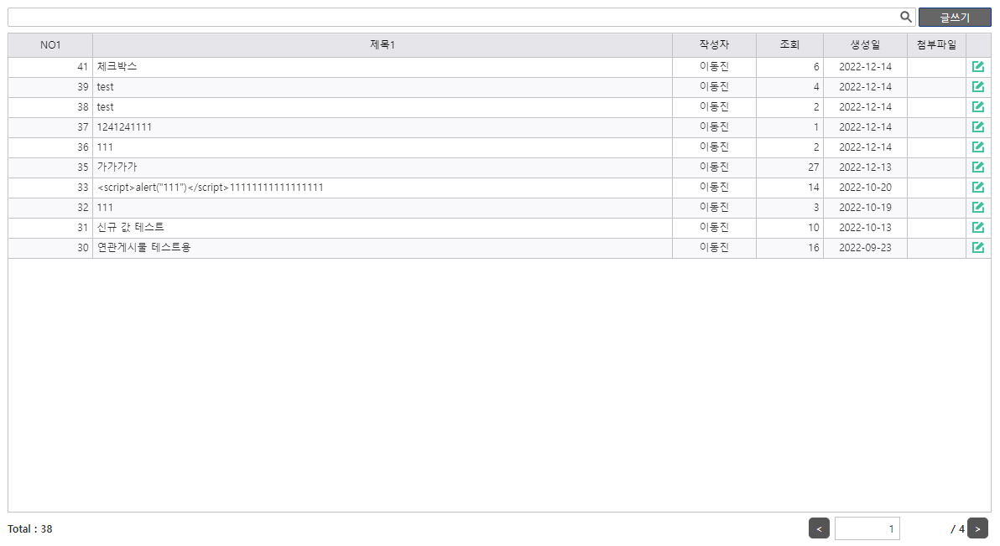 글쓰기
NO1 제목1 작성자 조회 생성일 첨부파일
41 체크박스 이동진 6 2022-12-14
39 test 이동진 4 2022-12-14
38 test 이동진 2 2022-12-14
37 1241241111 이동진 1 2022-12-14
36 111 이동진 2 2022-12-14
35 가가가가 이동진 27 2022-12-13
33 <script>alert("111")</script>11111111111111111 이동진 14 2022-10-20
32 111 이동진 3 2022-10-19
31 신규 값 테스트 이동진 10 2022-10-13
30 연관게시물 테스트용 이동진 16 2022-09-23
Total : 38 < 1 / 4 >